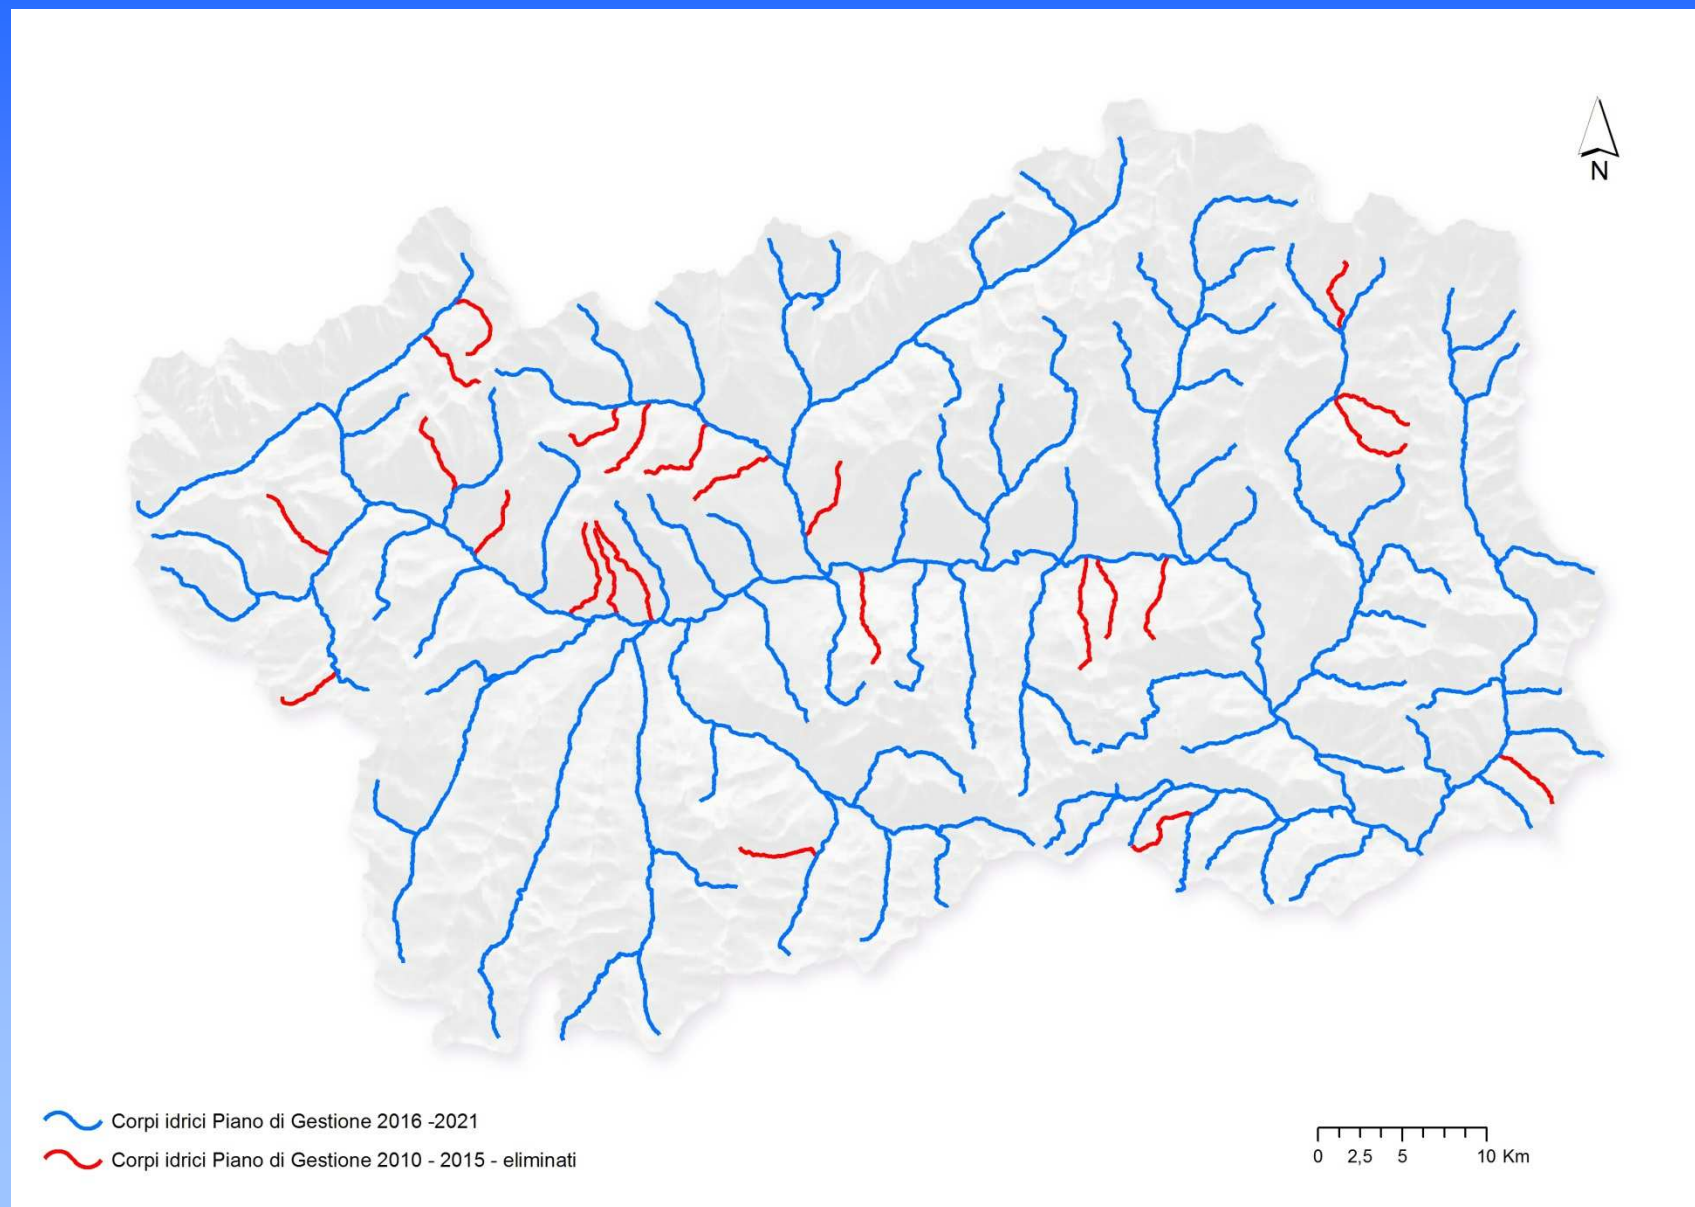 N
Corpi idrici Piano di Gestione 2016 -2021
Corpi idrici Piano di Gestione 2010 - 2015 - eliminati
0 2,5 5 10 Km